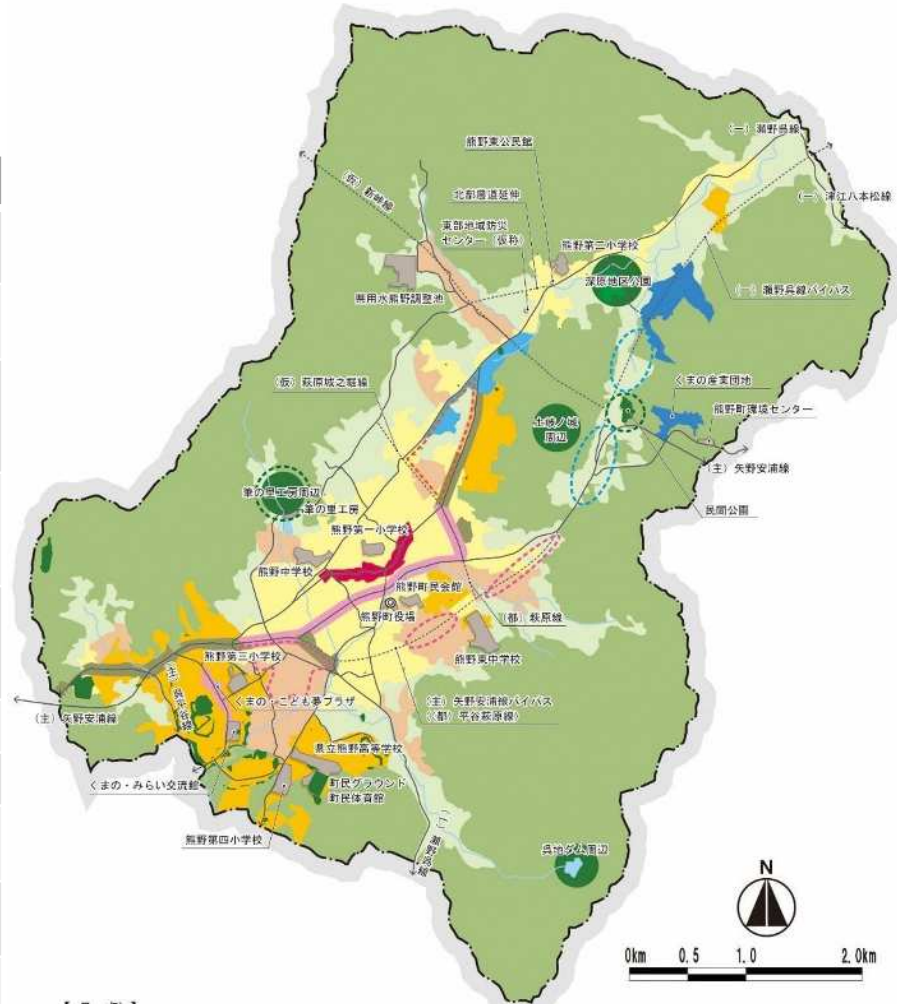 (一) 瀬野呉線
熊野東公民館
(一) 津江八本松線
(仮) 新峠線
北部農道延伸
東部地域防災
センター (仮称)
熊野第二小学校
深原地区公園
(一) 瀬野呉線バイパス
県用水熊野調整池
(仮) 萩原城之堀線
くまの産業団地
熊野町環境センター
土岐ノ城
周辺
(主) 矢野安浦線
筆の里工房周辺
筆の里工房
民間公園
熊野第一小学校
熊野中学校
熊野町民会館
熊野町役場
(都) 萩原線
熊野第三小学校
熊野東中学校
くまの・こども夢プラザ
(主) 矢野安浦線バイパス
(都) 平谷萩原線)
(主) 矢野安浦線
(主) 呉平谷線
県立熊野高等学校
くまの・みらい交流館
町民グラウンド
町民体育館
(一) 瀬野呉線
熊野第四小学校
呉地ダム周辺
N
0km 0.5 1.0 2.0km